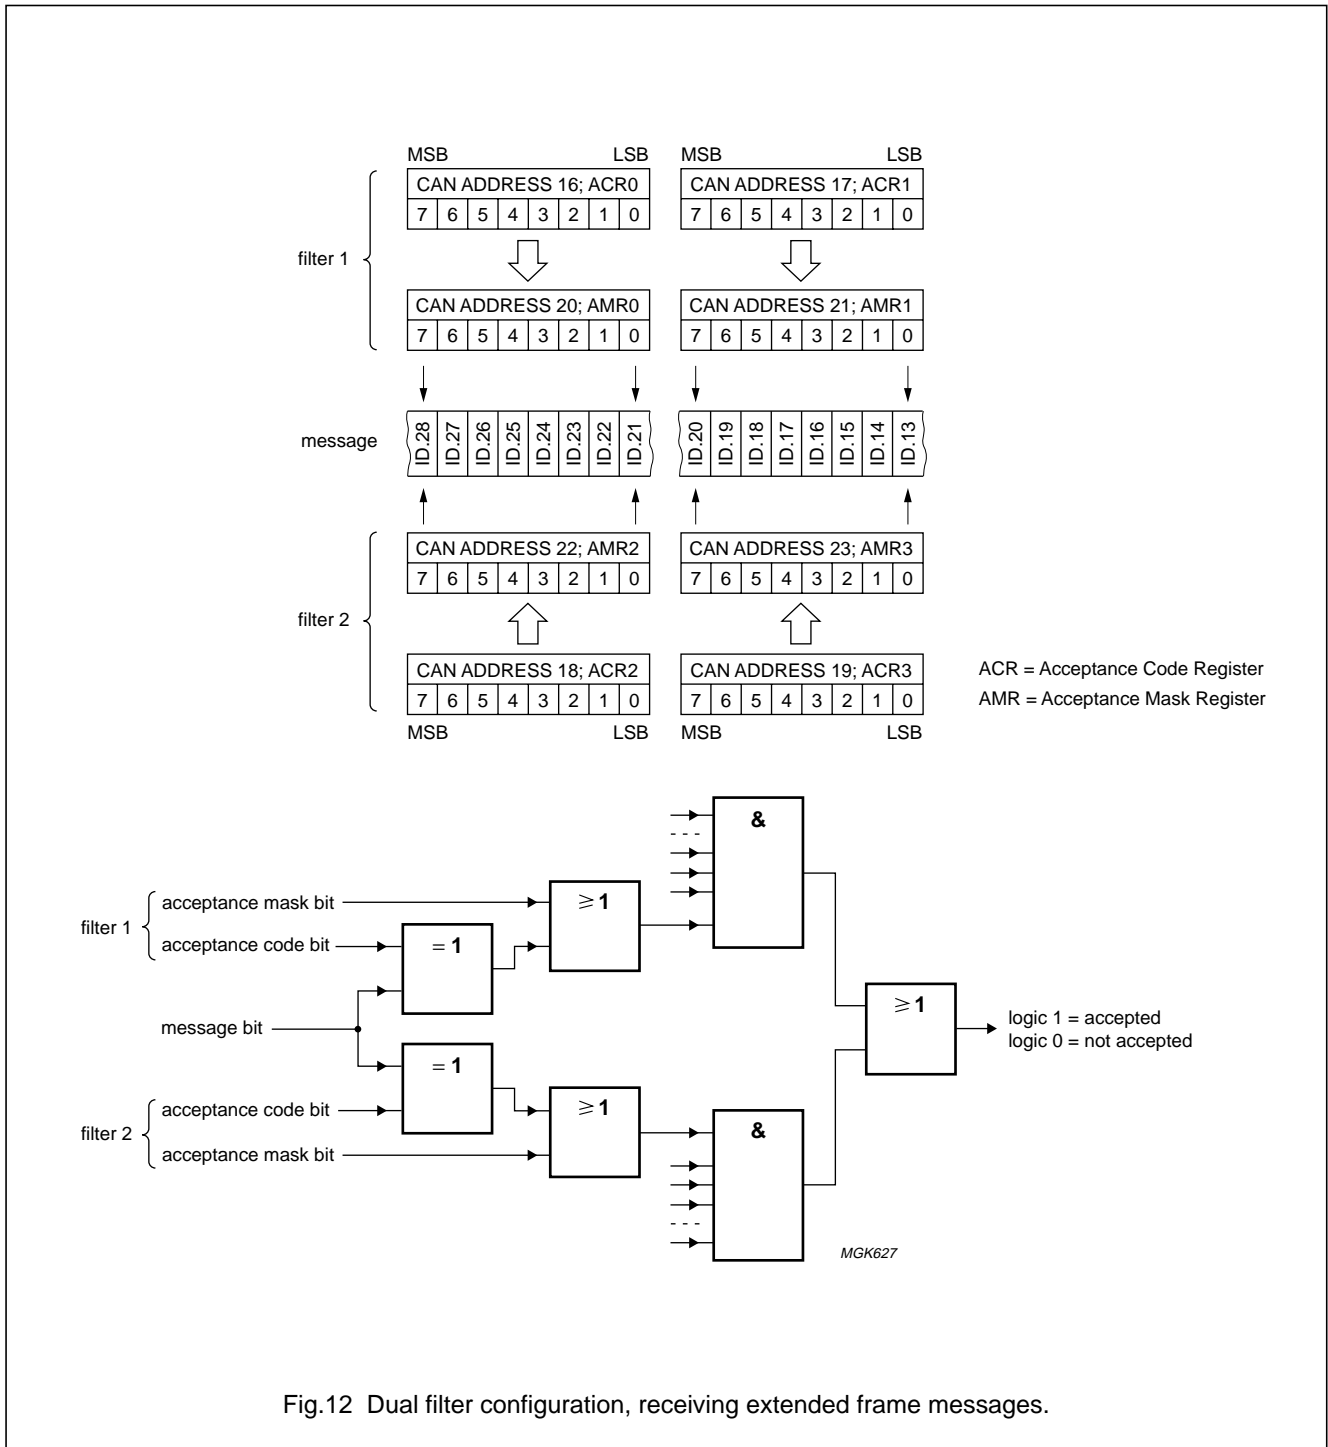 MSB LSB MSB LSB
CAN ADDRESS 16; ACR0 CAN ADDRESS 17; ACR1
7 6 5 4 3 2 1 0 7 6 5 4 3 2 1 0
filter 1
CAN ADDRESS 20; AMR0 CAN ADDRESS 21; AMR1
7 6 5 4 3 2 1 0 7 6 5 4 3 2 1 0
message ID.28 ID.27 ID.26 ID.25 ID.24 ID.23 ID.22 ID.21 ID.20 ID.19 ID.18 ID.17 ID.16 ID.15 ID.14 ID.13
CAN ADDRESS 22; AMR2 CAN ADDRESS 23; AMR3
7 6 5 4 3 2 1 0 7 6 5 4 3 2 1 0
filter 2
CAN ADDRESS 18; ACR2 CAN ADDRESS 19; ACR3
7 6 5 4 3 2 1 0 7 6 5 4 3 2 1 0
MSB LSB MSB LSB
ACR = Acceptance Code Register
AMR = Acceptance Mask Register
&
acceptance mask bit ≥ 1
filter 1
acceptance code bit = 1
message bit
≥ 1
logic 1 = accepted
logic 0 = not accepted
= 1
acceptance code bit ≥ 1
filter 2
acceptance mask bit
&
MGK627
Fig.12 Dual filter configuration, receiving extended frame messages.